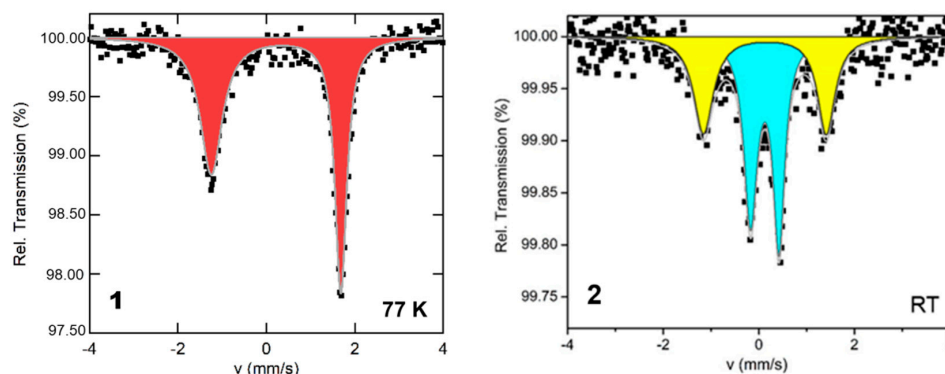 100.00
99.50
99.00
98.50
98.00
97.50
Rel. Transmission (%)
1
77 K
-4 -2 0 2 4
v (mm/s)
100.00
99.95
99.90
99.85
99.80
99.75
Rel. Transmission (%)
2
RT
-4 -2 0 2
v (mm/s)